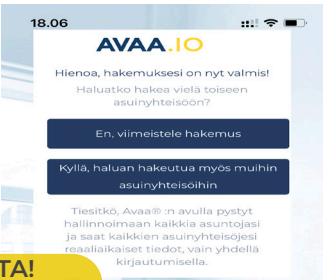 18.06
AVAA.IO
Hienoa, hakemuksesi on nyt valmis!
Haluatko hakea vielä toiseen
asuinyhteisöön?
En, viimeistele hakemus
Kyllä, haluan hakeutua myös muihin
asuinyhteisöihin
Tiesitkö, Avaa® :n avulla pystyt
hallinnoimaan kaikkia asuntojasi
ja saat kaikkien asuinyhteisöjesi
reaaliaikaiset tiedot, vain yhdellä
kirjautumisella.
TA!